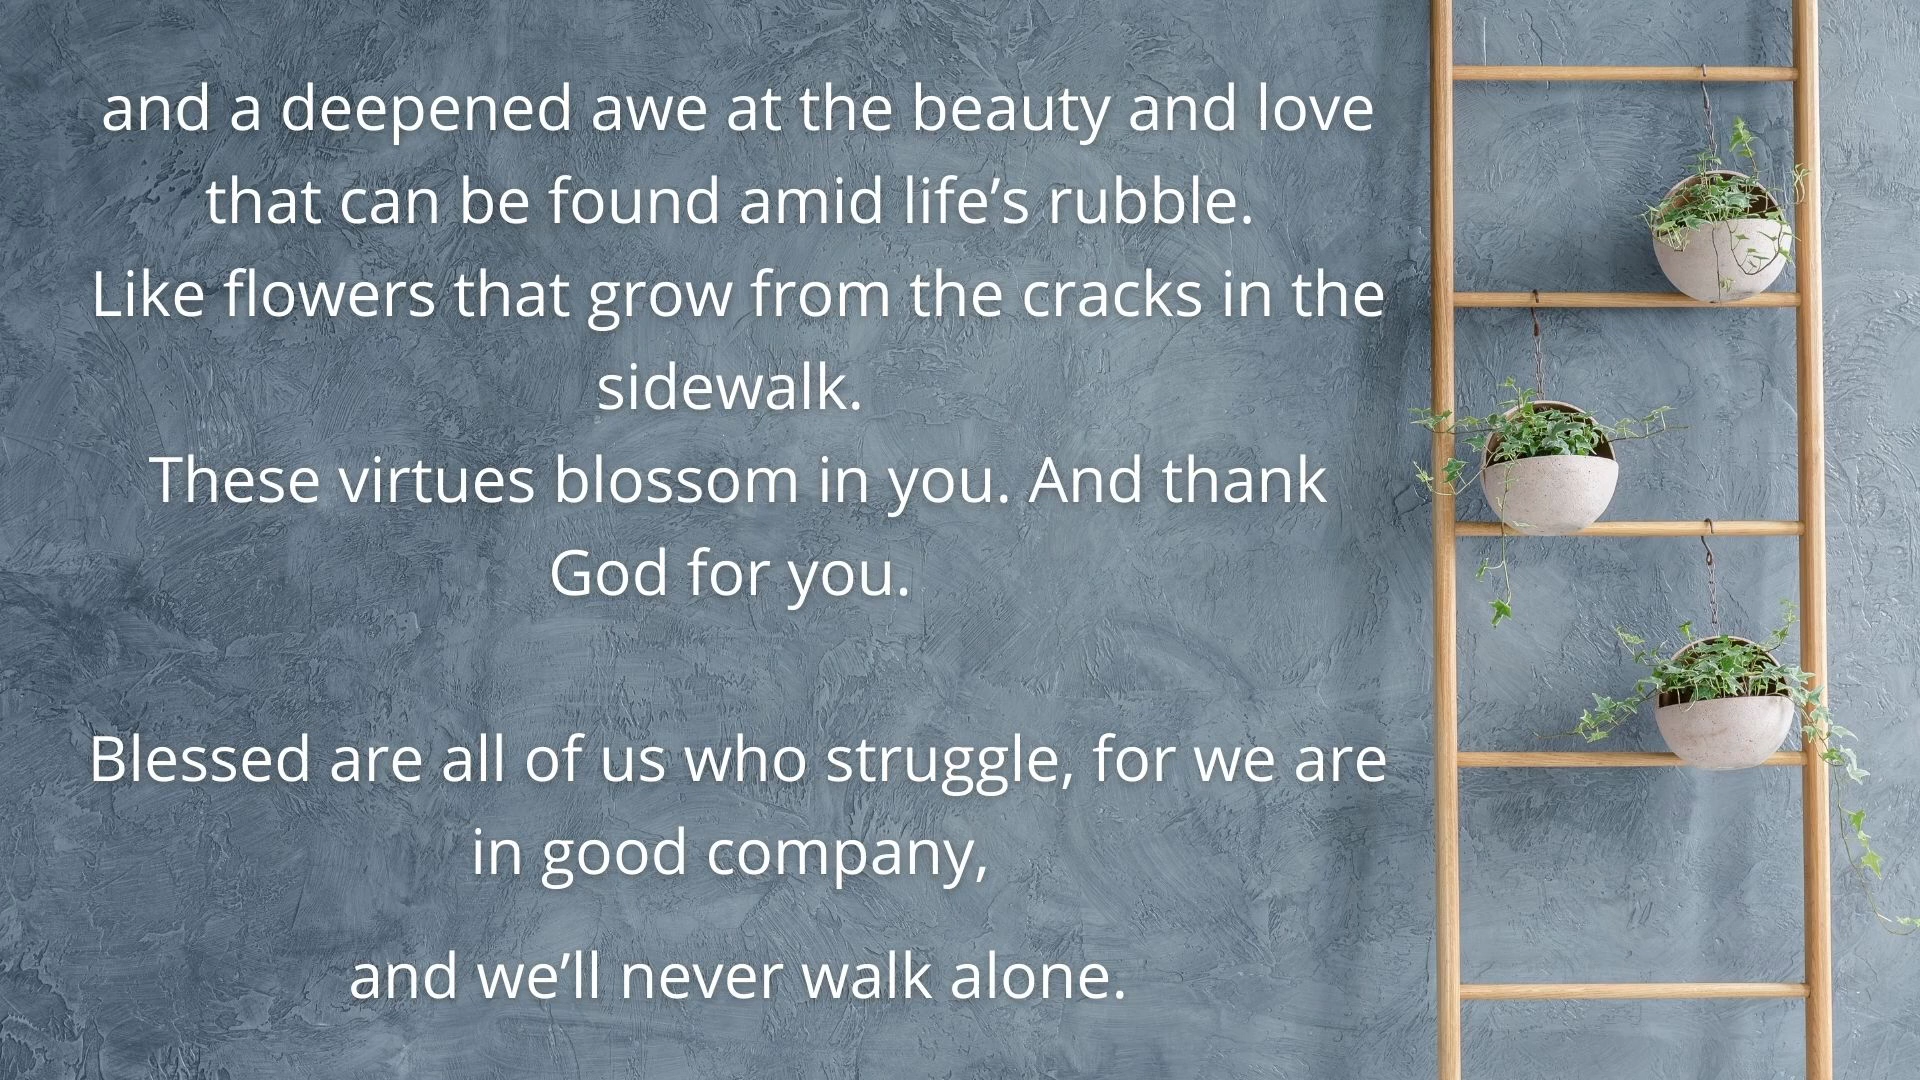 and a deepened awe at the beauty and love
that can be found amid life’s rubble.
Like flowers that grow from the cracks in the
sidewalk.
These virtues blossom in you. And thank
God for you.
Blessed are all of us who struggle, for we are
in good company,
and we’ll never walk alone.